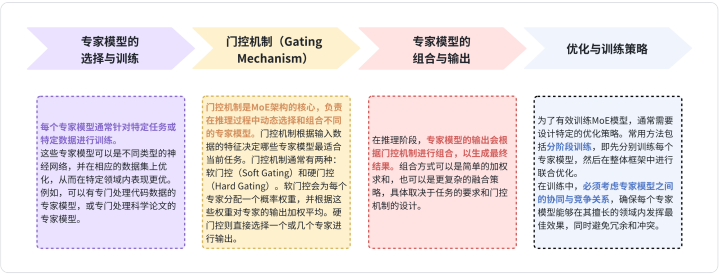 专家模型的
选择与训练
门控机制（Gating
Mechanism）
专家模型的
组合与输出
优化与训练策略
每个专家模型通常针对特定任务或
特定数据进行训练。
这些专家模型可以是不同类型的神
经网络，并在相应的数据集上优
化，从而在特定领域内表现更优。
例如，可以有专门处理代码数据的
专家模型，或专门处理科学论文的
专家模型。
门控机制是MoE架构的核心，负责
在推理过程中动态选择和组合不同
的专家模型。门控机制根据输入数
据的特征决定哪些专家模型最适合
当前任务。门控机制通常有两种：
软门控（Soft Gating）和硬门控
（Hard Gating）。软门控会为每个
专家分配一个概率权重，并根据这
些权重对专家的输出加权平均。硬
门控则直接选择一个或几个专家进
行输出。
在推理阶段，专家模型的输出会根
据门控机制进行组合，以生成最终
结果。组合方式可以是简单的加权
求和，也可以是更复杂的融合策
略，具体取决于任务的要求和门控
机制的设计。
为了有效训练MoE模型，通常需要
设计特定的优化策略。常用方法包
括分阶段训练，即先分别训练每个
专家模型，然后在整体框架中进行
联合优化。
在训练中，必须考虑专家模型之间
的协同与竞争关系，确保每个专家
模型能够在其擅长的领域内发挥最
佳效果，同时避免冗余和冲突。